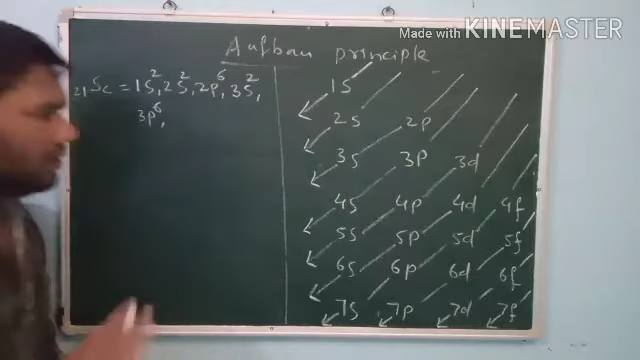 Made with KINEMASTER
Aufbau principle
₂₁Sc = 1S², 2S², 2p⁶, 3S²,
3p⁶,
1S
2s 2p
3s 3p 3d
4s 4p 4d 4f
5s 5p 5d 5f
6s 6p 6d 6f
7s 7p 7d 7f